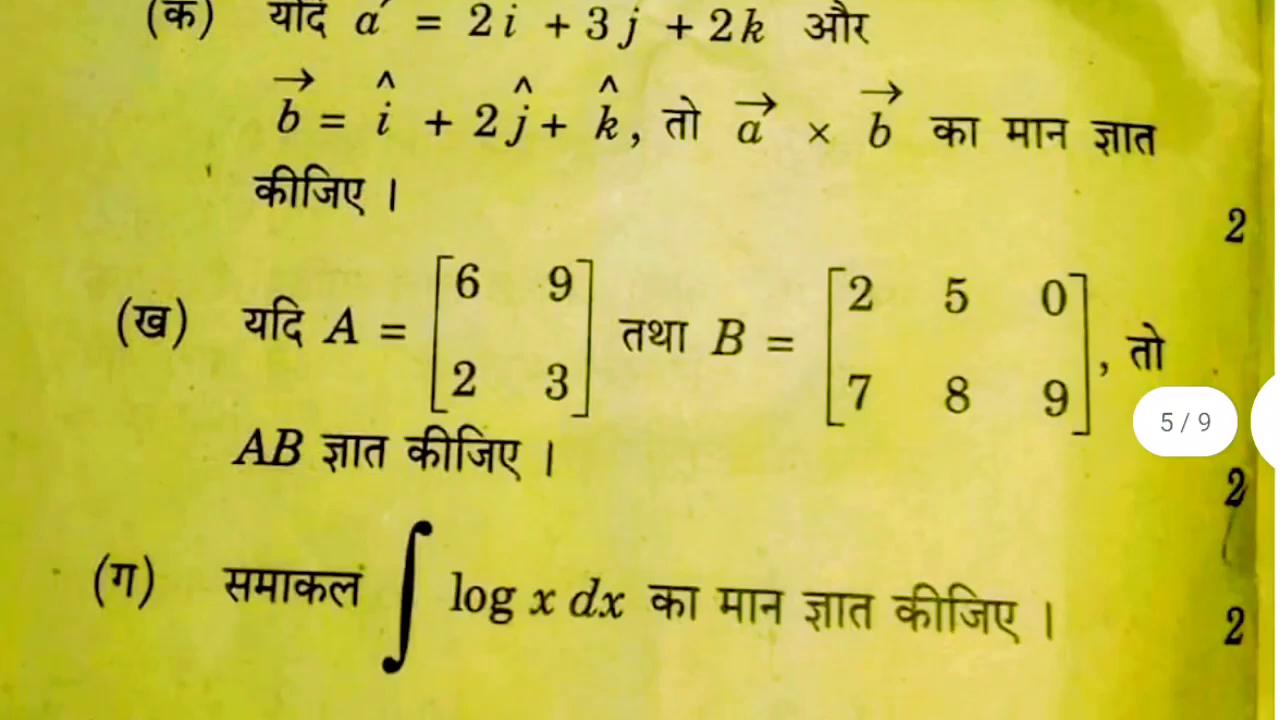 (क) यदि a⃗ = 2i + 3j + 2k और
b⃗ = î + 2ĵ + k̂, तो a⃗ × b⃗ का मान ज्ञात
कीजिए ।
2
(ख) यदि A = [6 9
2 3] तथा B = [2 5 0
7 8 9], तो
5 / 9
AB ज्ञात कीजिए ।
2
(ग) समाकल ∫ log x dx का मान ज्ञात कीजिए ।
2